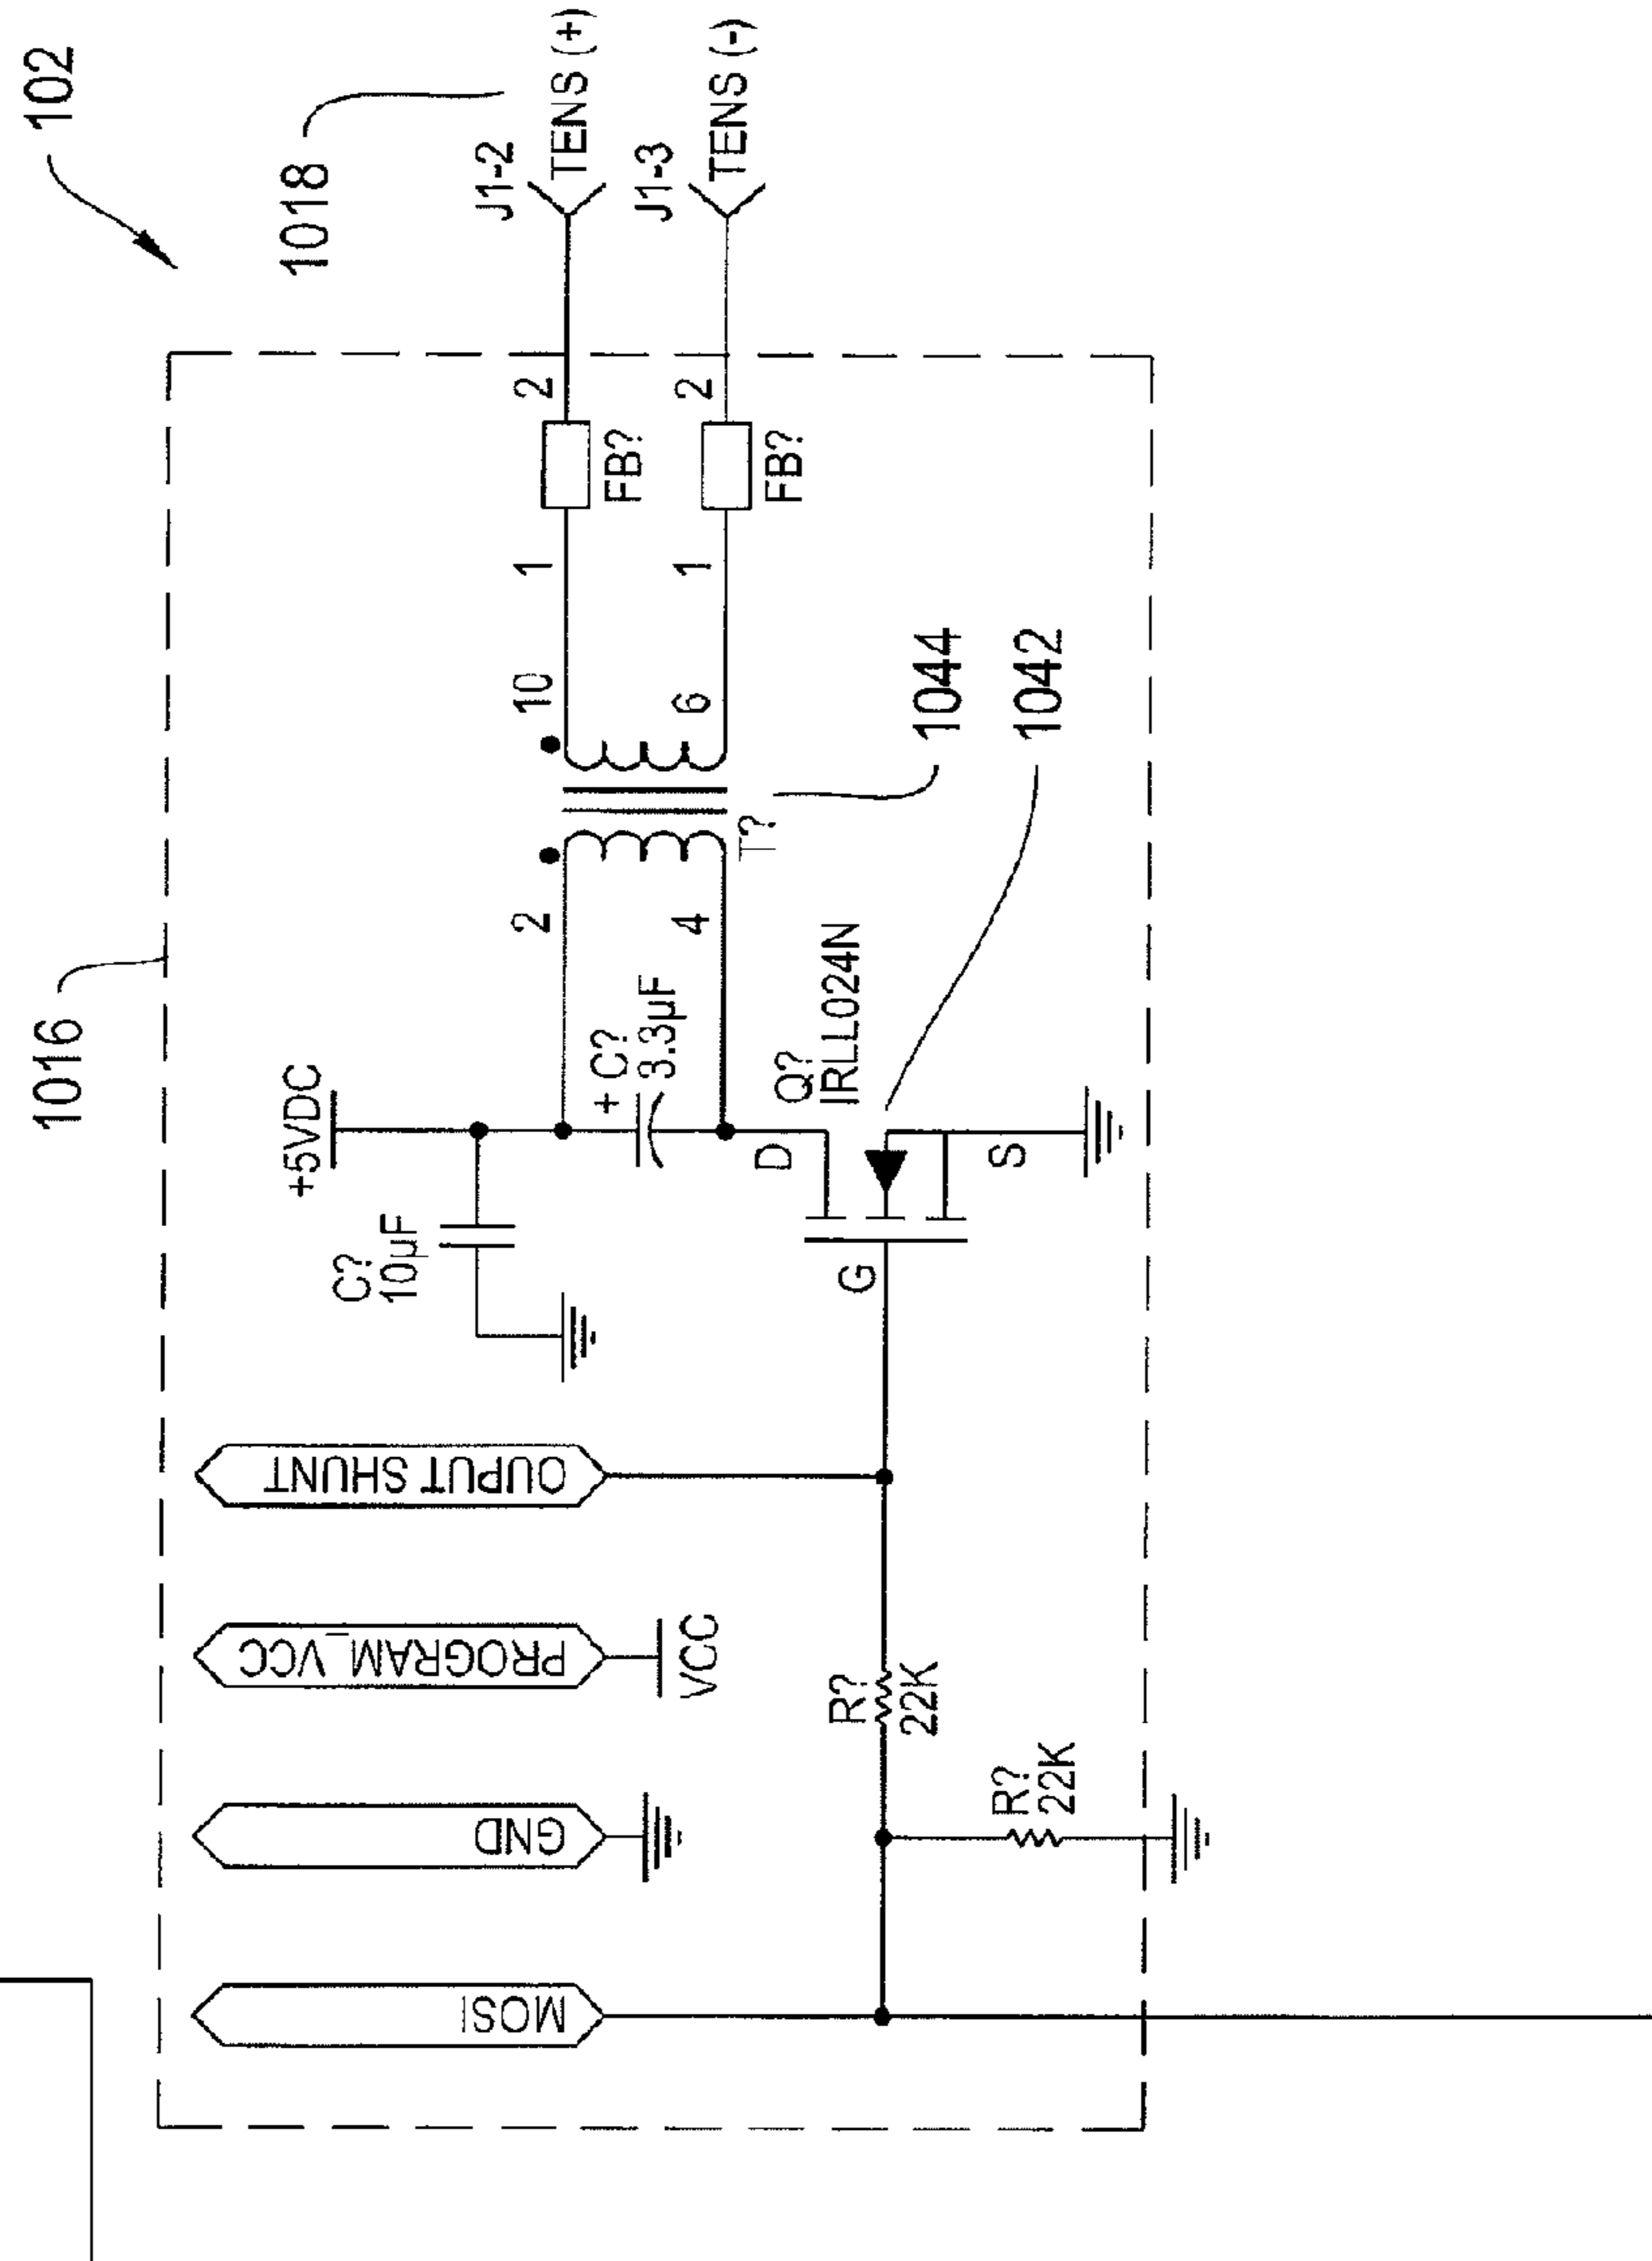 102
1018
J1-2
TENS (+)
J1-3
TENS (-)
1016
2
FB?
1
2
FB?
1
10
6
1044
1042
T?
2
4
+5VDC
C?
10µF
+ C?
3.3µF
Q?
IRLL024N
D
G
S
OUPUT SHUNT
PROGRAM_VCC
VCC
GND
MOSI
R?
22K
R?
22K